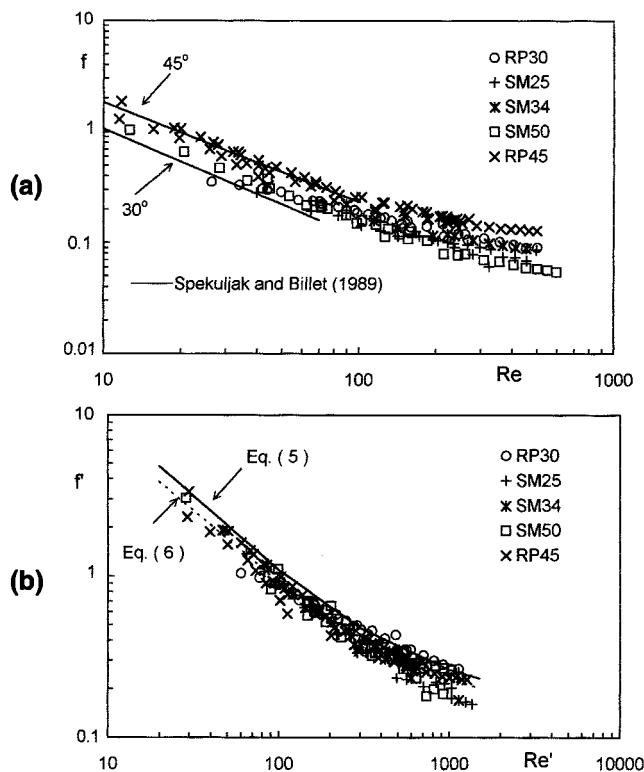 10
f
45°
RP30
SM25
1
SM34
SM50
RP45
(a)
30°
0.1
Spekuljak and Billet (1989)
0.01
10
100
Re
1000
10
f'
Eq. ( 5 )
RP30
SM25
SM34
SM50
Eq. ( 6 )
RP45
(b)
1
0.1
10
100
1000
Re'
10000